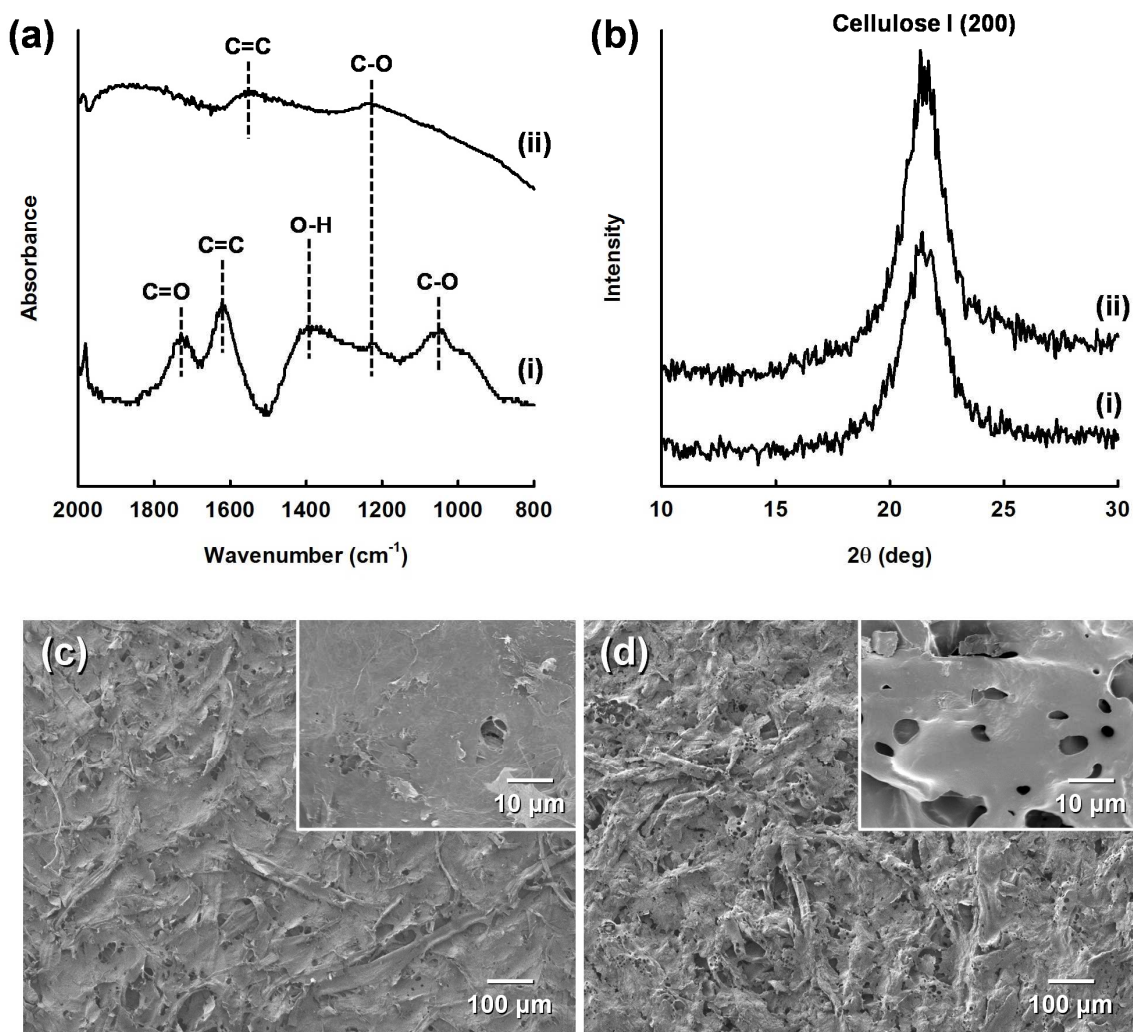 (a)
C=C
C-O
(ii)
O-H
C=C
C=O
C-O
(i)
Absorbance
2000 1800 1600 1400 1200 1000 800
Wavenumber (cm⁻¹)
(b)
Cellulose I (200)
(ii)
(i)
Intensity
10 15 20 25 30
2θ (deg)
(c)
10 µm
100 µm
(d)
10 µm
100 µm